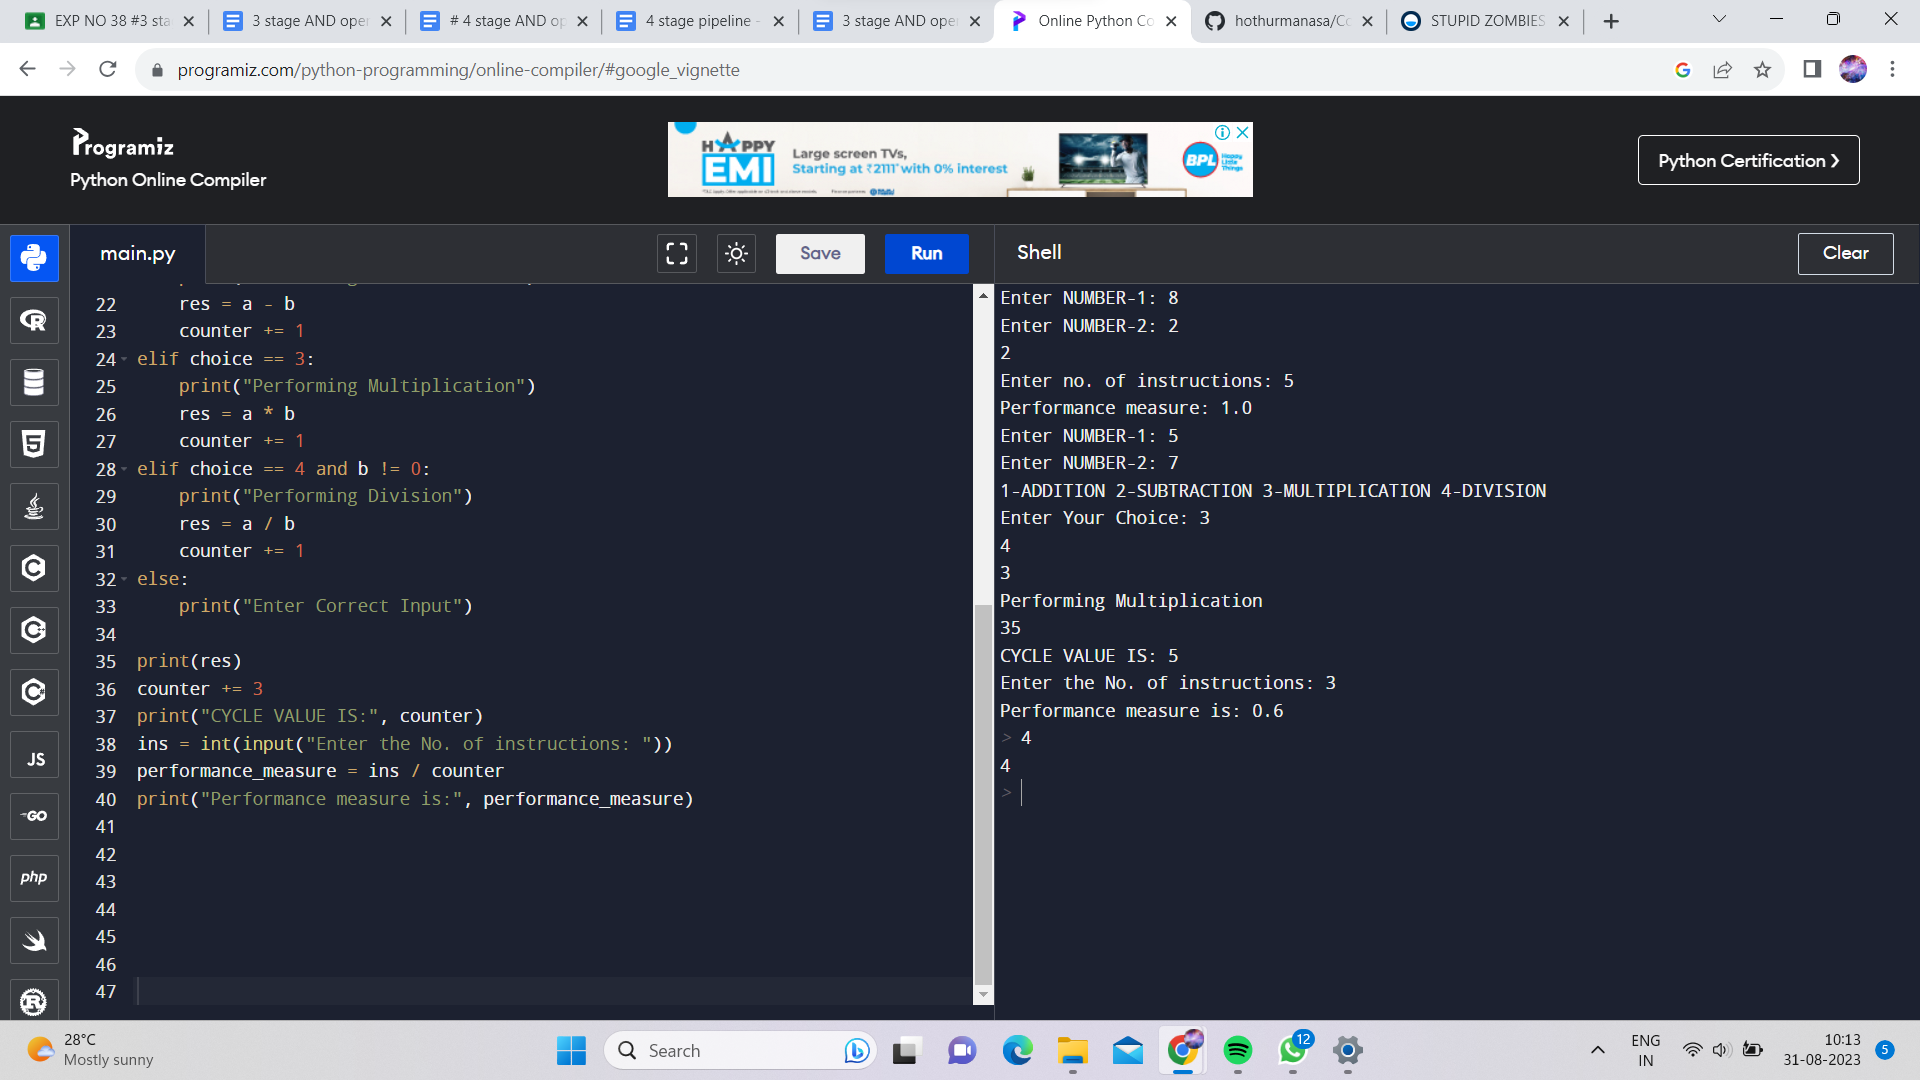 EXP NO 38 #3 sta
3 stage AND oper
# 4 stage AND op
4 stage pipeline -
3 stage AND oper
Online Python Co
hothurmanasa/Co
STUPID ZOMBIES
programiz.com/python-programming/online-compiler/#google_vignette
Programiz
Python Online Compiler
HAPPY
EMI
Large screen TVs,
Starting at ₹2111* with 0% interest
BPL
Happy
Little
Things
Python Certification
main.py
Save
Run
Shell
Clear
22 res = a - b
23 counter += 1
24 elif choice == 3:
25 print("Performing Multiplication")
26 res = a * b
27 counter += 1
28 elif choice == 4 and b != 0:
29 print("Performing Division")
30 res = a / b
31 counter += 1
32 else:
33 print("Enter Correct Input")
34
35 print(res)
36 counter += 3
37 print("CYCLE VALUE IS:", counter)
38 ins = int(input("Enter the No. of instructions: "))
39 performance_measure = ins / counter
40 print("Performance measure is:", performance_measure)
41
42
43
44
45
46
47
Enter NUMBER-1: 8
Enter NUMBER-2: 2
2
Enter no. of instructions: 5
Performance measure: 1.0
Enter NUMBER-1: 5
Enter NUMBER-2: 7
1-ADDITION 2-SUBTRACTION 3-MULTIPLICATION 4-DIVISION
Enter Your Choice: 3
4
3
Performing Multiplication
35
CYCLE VALUE IS: 5
Enter the No. of instructions: 3
Performance measure is: 0.6
> 4
4
>
JS
GO
php
28°C
Mostly sunny
Search
12
ENG
IN
10:13
31-08-2023
5